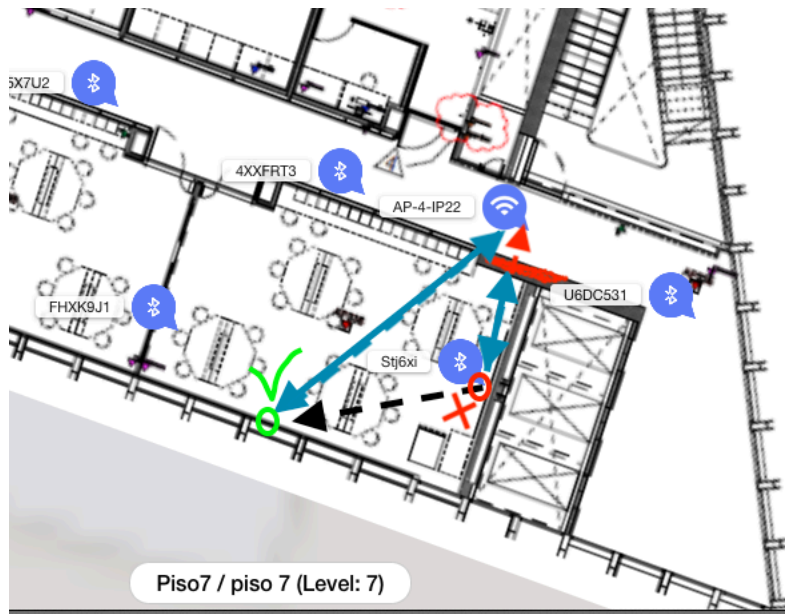 5X7U2
4XXFRT3
AP-4-IP22
U6DC531
FHXK9J1
Stj6xi
Piso7 / piso 7 (Level: 7)